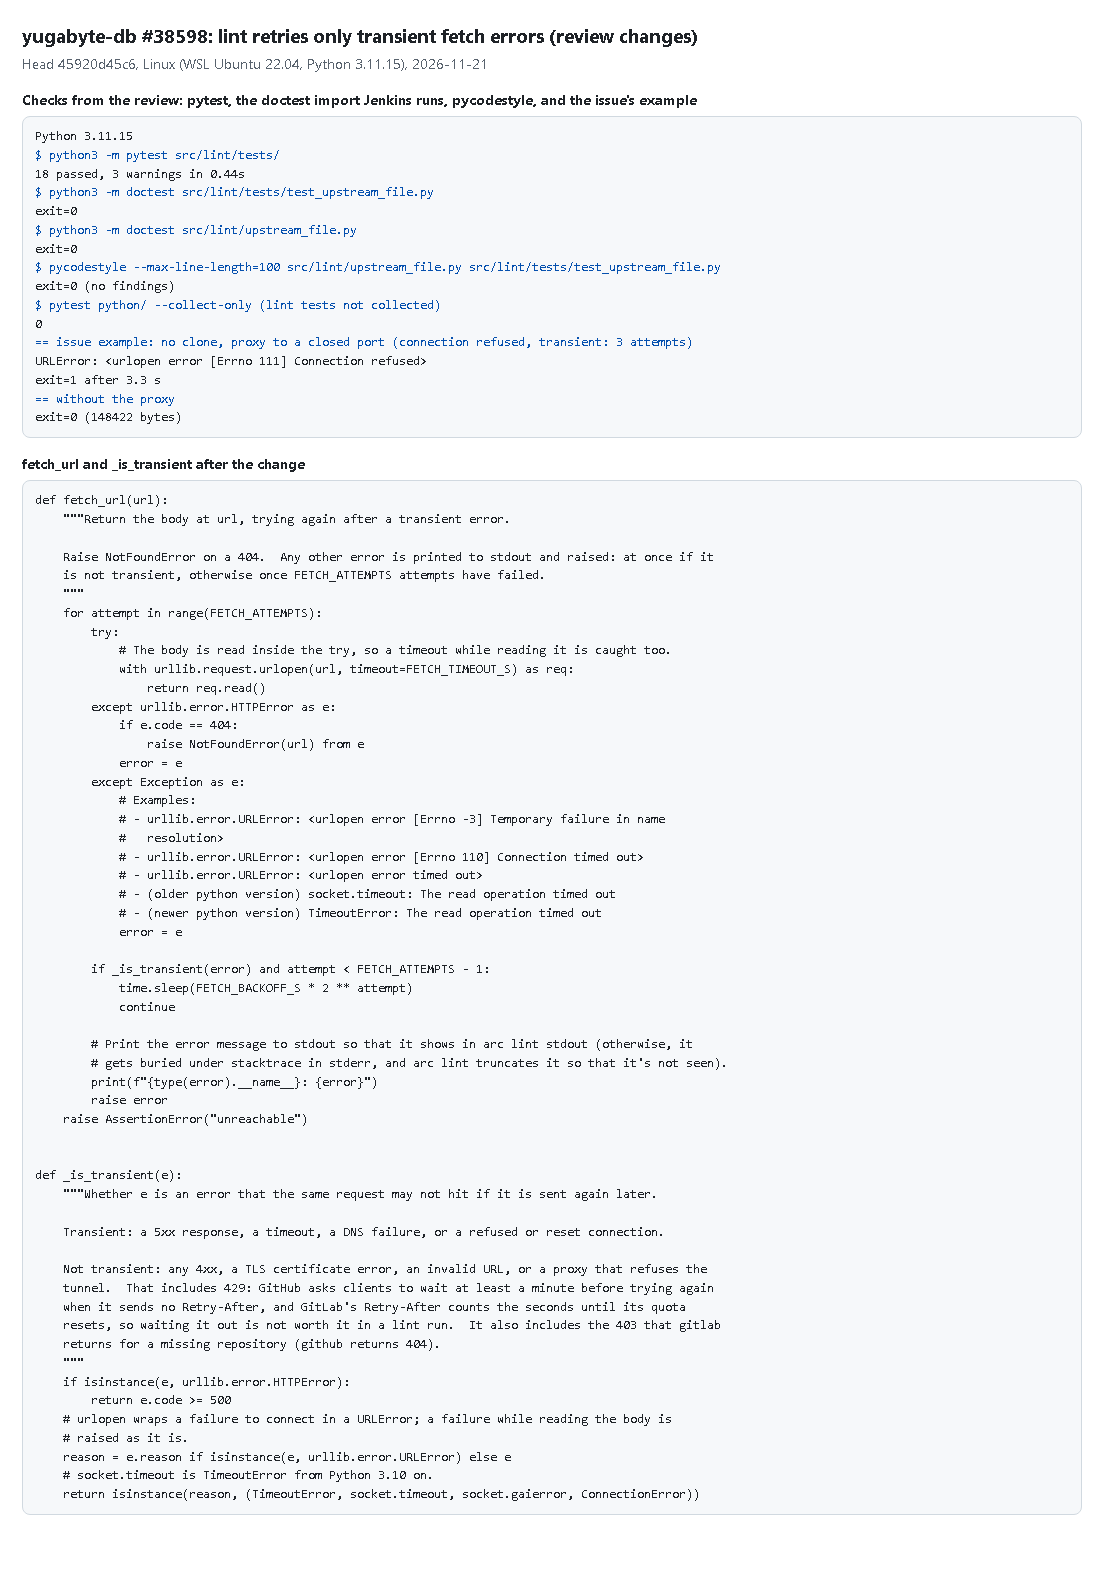 yugabyte-db #38598: lint retries only transient fetch errors (review changes)
Head 45920d45c6, Linux (WSL Ubuntu 22.04, Python 3.11.15), 2026-11-21
Checks from the review: pytest, the doctest import Jenkins runs, pycodestyle, and the issue's example
Python 3.11.15
$ python3 -m pytest src/lint/tests/
18 passed, 3 warnings in 0.44s
$ python3 -m doctest src/lint/tests/test_upstream_file.py
exit=0
$ python3 -m doctest src/lint/upstream_file.py
exit=0
$ pycodestyle --max-line-length=100 src/lint/upstream_file.py src/lint/tests/test_upstream_file.py
exit=0 (no findings)
$ pytest python/ --collect-only (lint tests not collected)
0
== issue example: no clone, proxy to a closed port (connection refused, transient: 3 attempts)
URLError: <urlopen error [Errno 111] Connection refused>
exit=1 after 3.3 s
== without the proxy
exit=0 (148422 bytes)
fetch_url and _is_transient after the change
def fetch_url(url):
    """Return the body at url, trying again after a transient error.

    Raise NotFoundError on a 404.  Any other error is printed to stdout and raised: at once if it
    is not transient, otherwise once FETCH_ATTEMPTS attempts have failed.
    """
    for attempt in range(FETCH_ATTEMPTS):
        try:
            # The body is read inside the try, so a timeout while reading it is caught too.
            with urllib.request.urlopen(url, timeout=FETCH_TIMEOUT_S) as req:
                return req.read()
        except urllib.error.HTTPError as e:
            if e.code == 404:
                raise NotFoundError(url) from e
            error = e
        except Exception as e:
            # Examples:
            # - urllib.error.URLError: <urlopen error [Errno -3] Temporary failure in name
            #   resolution>
            # - urllib.error.URLError: <urlopen error [Errno 110] Connection timed out>
            # - urllib.error.URLError: <urlopen error timed out>
            # - (older python version) socket.timeout: The read operation timed out
            # - (newer python version) TimeoutError: The read operation timed out
            error = e

        if _is_transient(error) and attempt < FETCH_ATTEMPTS - 1:
            time.sleep(FETCH_BACKOFF_S * 2 ** attempt)
            continue

        # Print the error message to stdout so that it shows in arc lint stdout (otherwise, it
        # gets buried under stacktrace in stderr, and arc lint truncates it so that it's not seen).
        print(f"{type(error).__name__}: {error}")
        raise error
    raise AssertionError("unreachable")


def _is_transient(e):
    """Whether e is an error that the same request may not hit if it is sent again later.

    Transient: a 5xx response, a timeout, a DNS failure, or a refused or reset connection.

    Not transient: any 4xx, a TLS certificate error, an invalid URL, or a proxy that refuses the
    tunnel.  That includes 429: GitHub asks clients to wait at least a minute before trying again
    when it sends no Retry-After, and GitLab's Retry-After counts the seconds until its quota
    resets, so waiting it out is not worth it in a lint run.  It also includes the 403 that gitlab
    returns for a missing repository (github returns 404).
    """
    if isinstance(e, urllib.error.HTTPError):
        return e.code >= 500
    # urlopen wraps a failure to connect in a URLError; a failure while reading the body is
    # raised as it is.
    reason = e.reason if isinstance(e, urllib.error.URLError) else e
    # socket.timeout is TimeoutError from Python 3.10 on.
    return isinstance(reason, (TimeoutError, socket.timeout, socket.gaierror, ConnectionError))